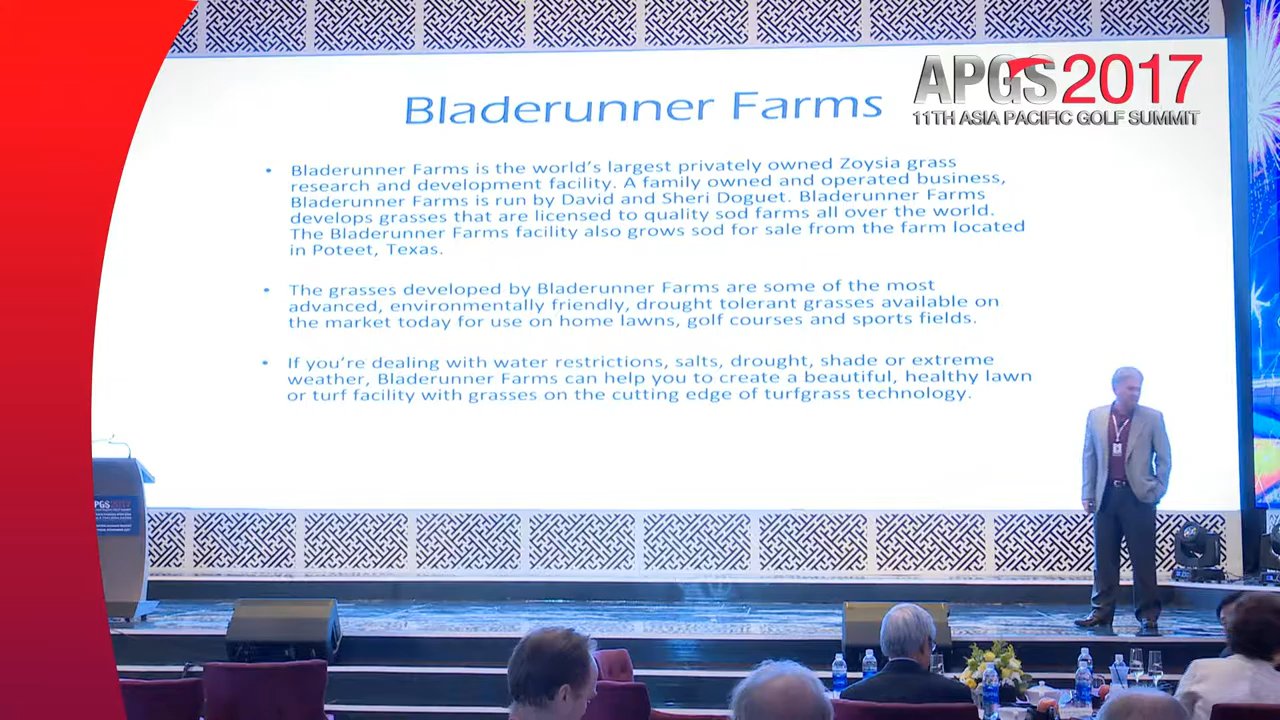 APGS2017
11TH ASIA PACIFIC GOLF SUMMIT
Bladerunner Farms
• Bladerunner Farms is the world's largest privately owned Zoysia grass
research and development facility. A family owned and operated business,
Bladerunner Farms is run by David and Sheri Doguet. Bladerunner Farms
develops grasses that are licensed to quality sod farms all over the world.
The Bladerunner Farms facility also grows sod for sale from the farm located
in Poteet, Texas.
• The grasses developed by Bladerunner Farms are some of the most
advanced, environmentally friendly, drought tolerant grasses available on
the market today for use on home lawns, golf courses and sports fields.
• If you're dealing with water restrictions, salts, drought, shade or extreme
weather, Bladerunner Farms can help you to create a beautiful, healthy lawn
or turf facility with grasses on the cutting edge of turfgrass technology.
PGS2017